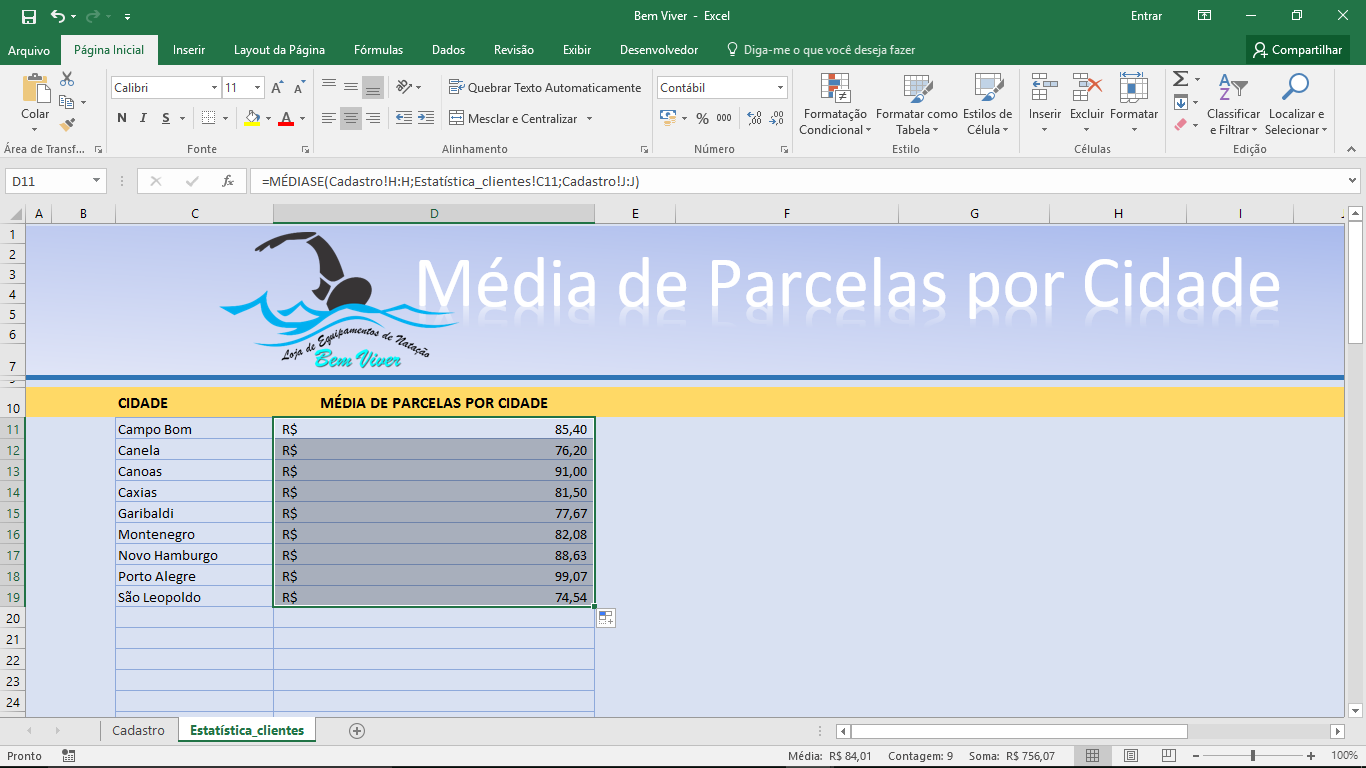 Bem Viver - Excel
Entrar
Arquivo Página Inicial Inserir Layout da Página Fórmulas Dados Revisão Exibir Desenvolvedor Diga-me o que você deseja fazer Compartilhar
Colar
Calibri 11
N I S
Quebrar Texto Automaticamente
Mesclar e Centralizar
Contábil
% 000
Formatação Condicional
Formatar como Tabela
Estilos de Célula
Inserir Excluir Formatar
Classificar e Filtrar
Localizar e Selecionar
Área de Transf... Fonte Alinhamento Número Estilo Células Edição
D11 fx =MÉDIASE(Cadastro!H:H;Estatística_clientes!C11;Cadastro!J:J)
A B C D E F G H I
1
2
3
4
5
6
7
Média de Parcelas por Cidade
Loja de Equipamentos de Natação
Bem Viver
10 CIDADE MÉDIA DE PARCELAS POR CIDADE
11 Campo Bom R$ 85,40
12 Canela R$ 76,20
13 Canoas R$ 91,00
14 Caxias R$ 81,50
15 Garibaldi R$ 77,67
16 Montenegro R$ 82,08
17 Novo Hamburgo R$ 88,63
18 Porto Alegre R$ 99,07
19 São Leopoldo R$ 74,54
20
21
22
23
24
Cadastro Estatística_clientes
Pronto Média: R$ 84,01 Contagem: 9 Soma: R$ 756,07 100%